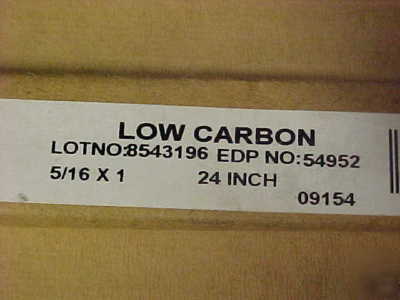 LOW CARBON
LOTNO:8543196 EDP NO:54952
5/16 X 1 24 INCH
09154